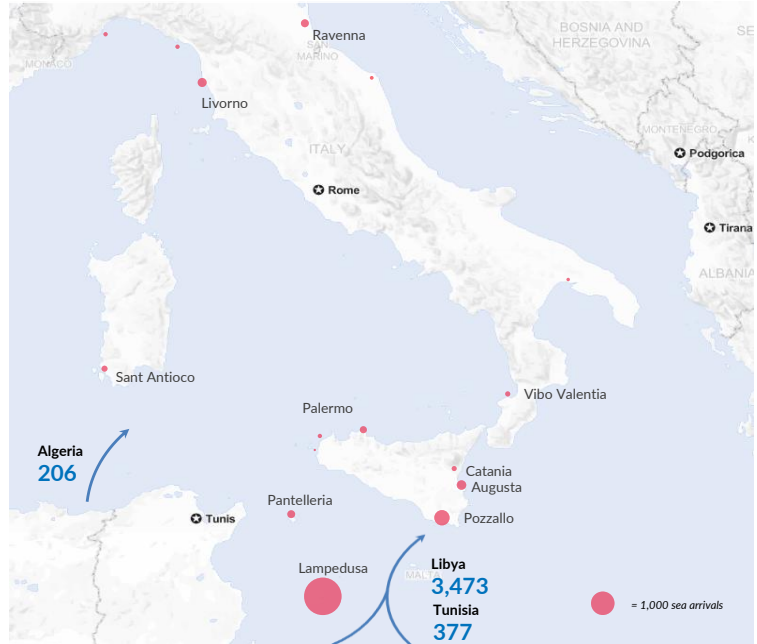 BOSNIA AND
HERZEGOVINA
SE
Ravenna
SAN
MARINO
MONACO
Livorno
MONTENEGRO
K
ITALY
Podgorica
Rome
Tirana
ALBANIA
Sant Antioco
Vibo Valentia
Palermo
Algeria
206
Catania
Augusta
Pantelleria
Tunis
Pozzallo
Lampedusa
Libya
3,473
MALTA
Tunisia
377
= 1,000 sea arrivals